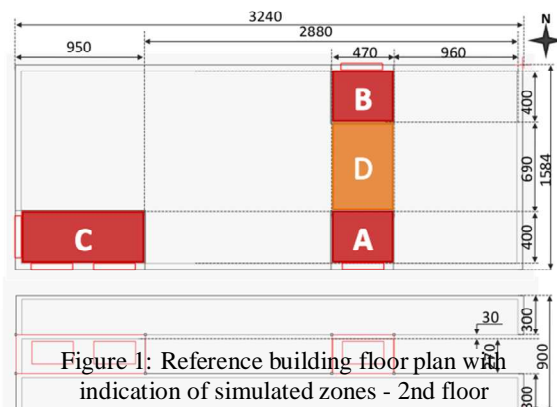 3240
N
2880
950
470
960
B
400
D
690
1584
C
A
400
300
30
900
Figure 1: Reference building floor plan with
indication of simulated zones - 2nd floor
300